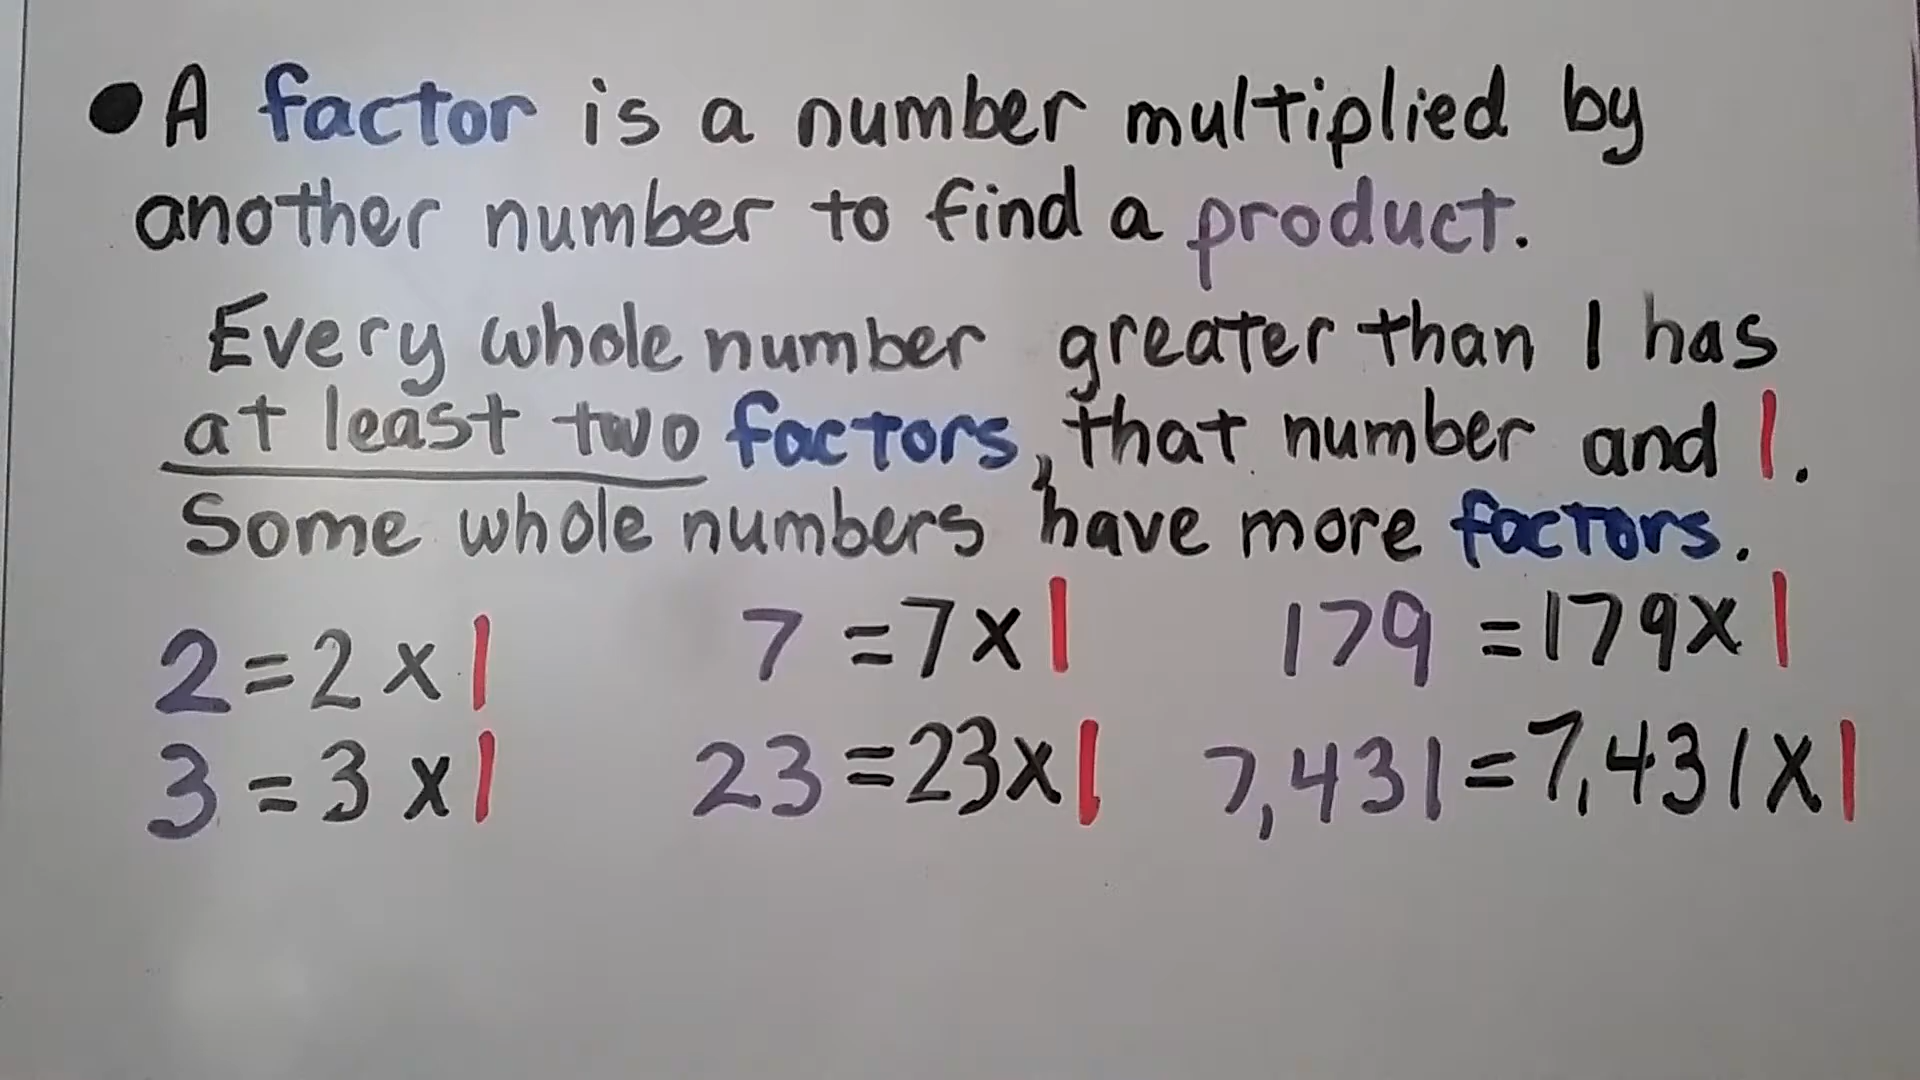 ● A factor is a number multiplied by
another number to find a product.
Every whole number greater than 1 has
at least two factors, that number and 1.
Some whole numbers have more factors.
2 = 2 x 1 7 = 7 x 1 179 = 179 x 1
3 = 3 x 1 23 = 23 x 1 7,431 = 7,431 x 1